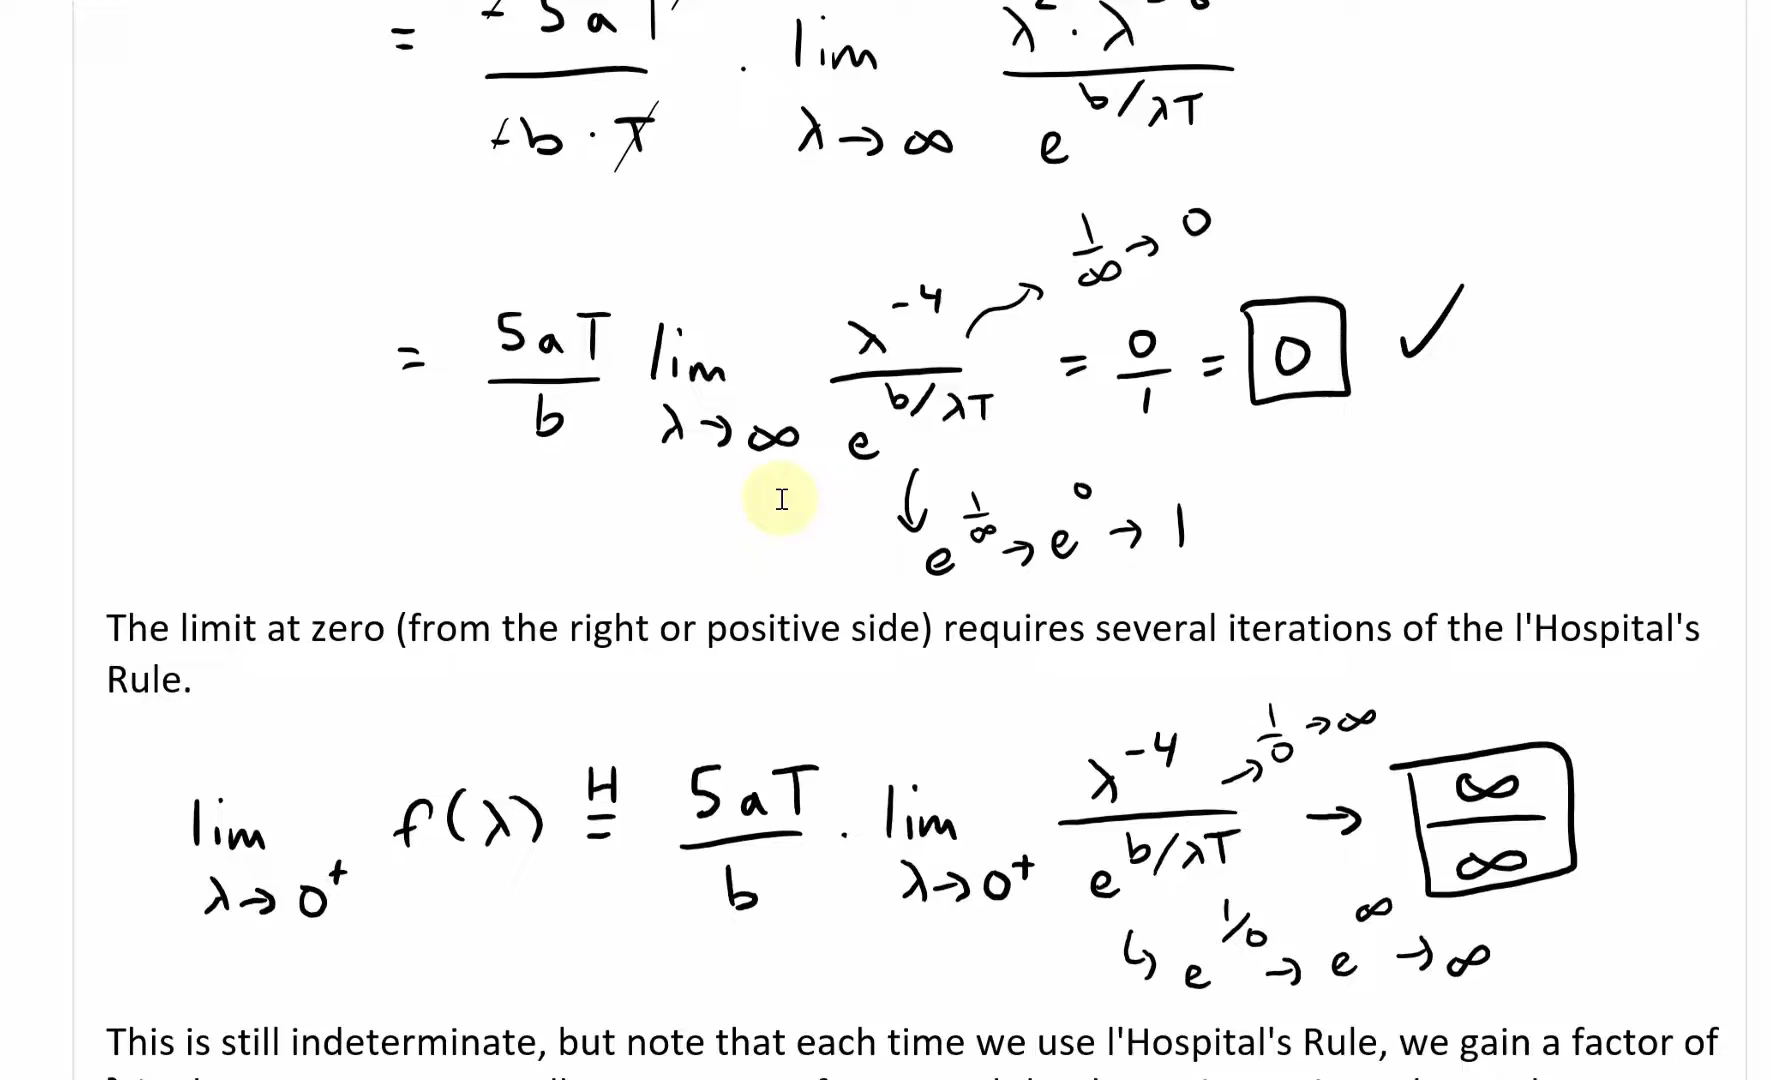 = -5aT / -b · T · lim λ→∞ λ² · λ⁻⁶ / e^(b/λT)
1/∞ → 0
= 5aT / b lim λ→∞ λ⁻⁴ / e^(b/λT) = 0/1 = 0 ✓
e^(1/∞) → e⁰ → 1
The limit at zero (from the right or positive side) requires several iterations of the l'Hospital's
Rule.
lim λ→0⁺ f(λ) =ᴴ 5aT / b · lim λ→0⁺ λ⁻⁴ / e^(b/λT) → ∞/∞
→ 1/0 → ∞
↳ e^(1/0) → e^∞ → ∞
This is still indeterminate, but note that each time we use l'Hospital's Rule, we gain a factor of